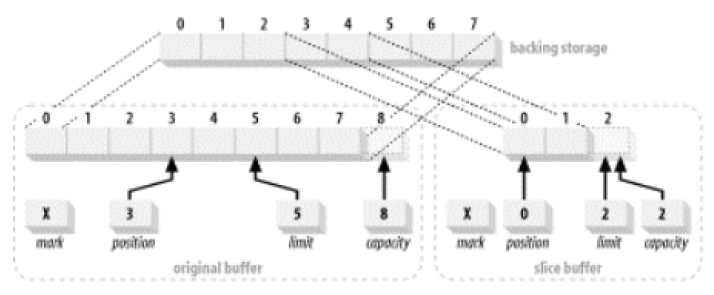 0 1 2 3 4 5 6 7
backing storage
0 1 2 3 4 5 6 7 8
0 1 2
X 3 5 8
mark position limit capacity
original buffer
X 0 2 2
mark position limit capacity
slice buffer